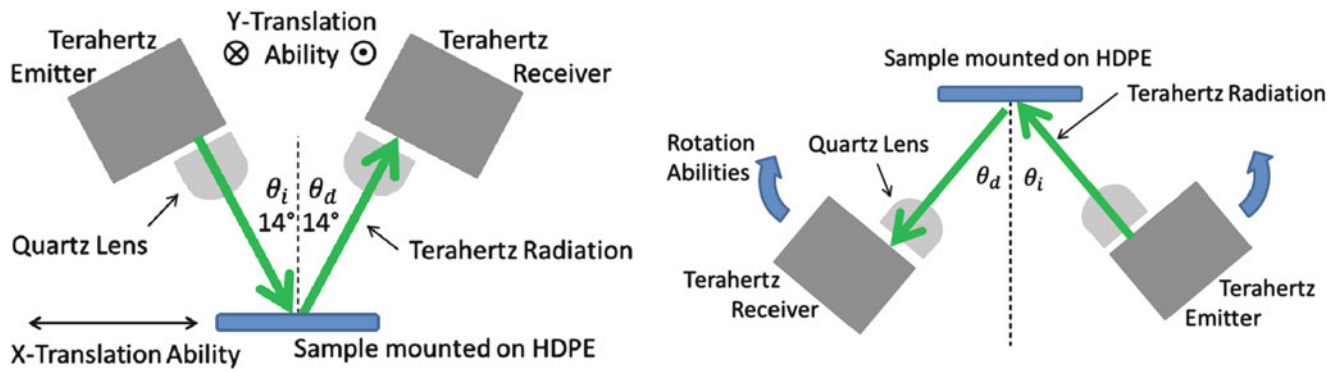 Terahertz
Emitter
Y-Translation
Ability
Terahertz
Receiver
θi
14°
θd
14°
Quartz Lens
Terahertz Radiation
X-Translation Ability
Sample mounted on HDPE
Sample mounted on HDPE
Terahertz Radiation
Rotation
Abilities
Quartz Lens
θd
θi
Terahertz
Receiver
Terahertz
Emitter